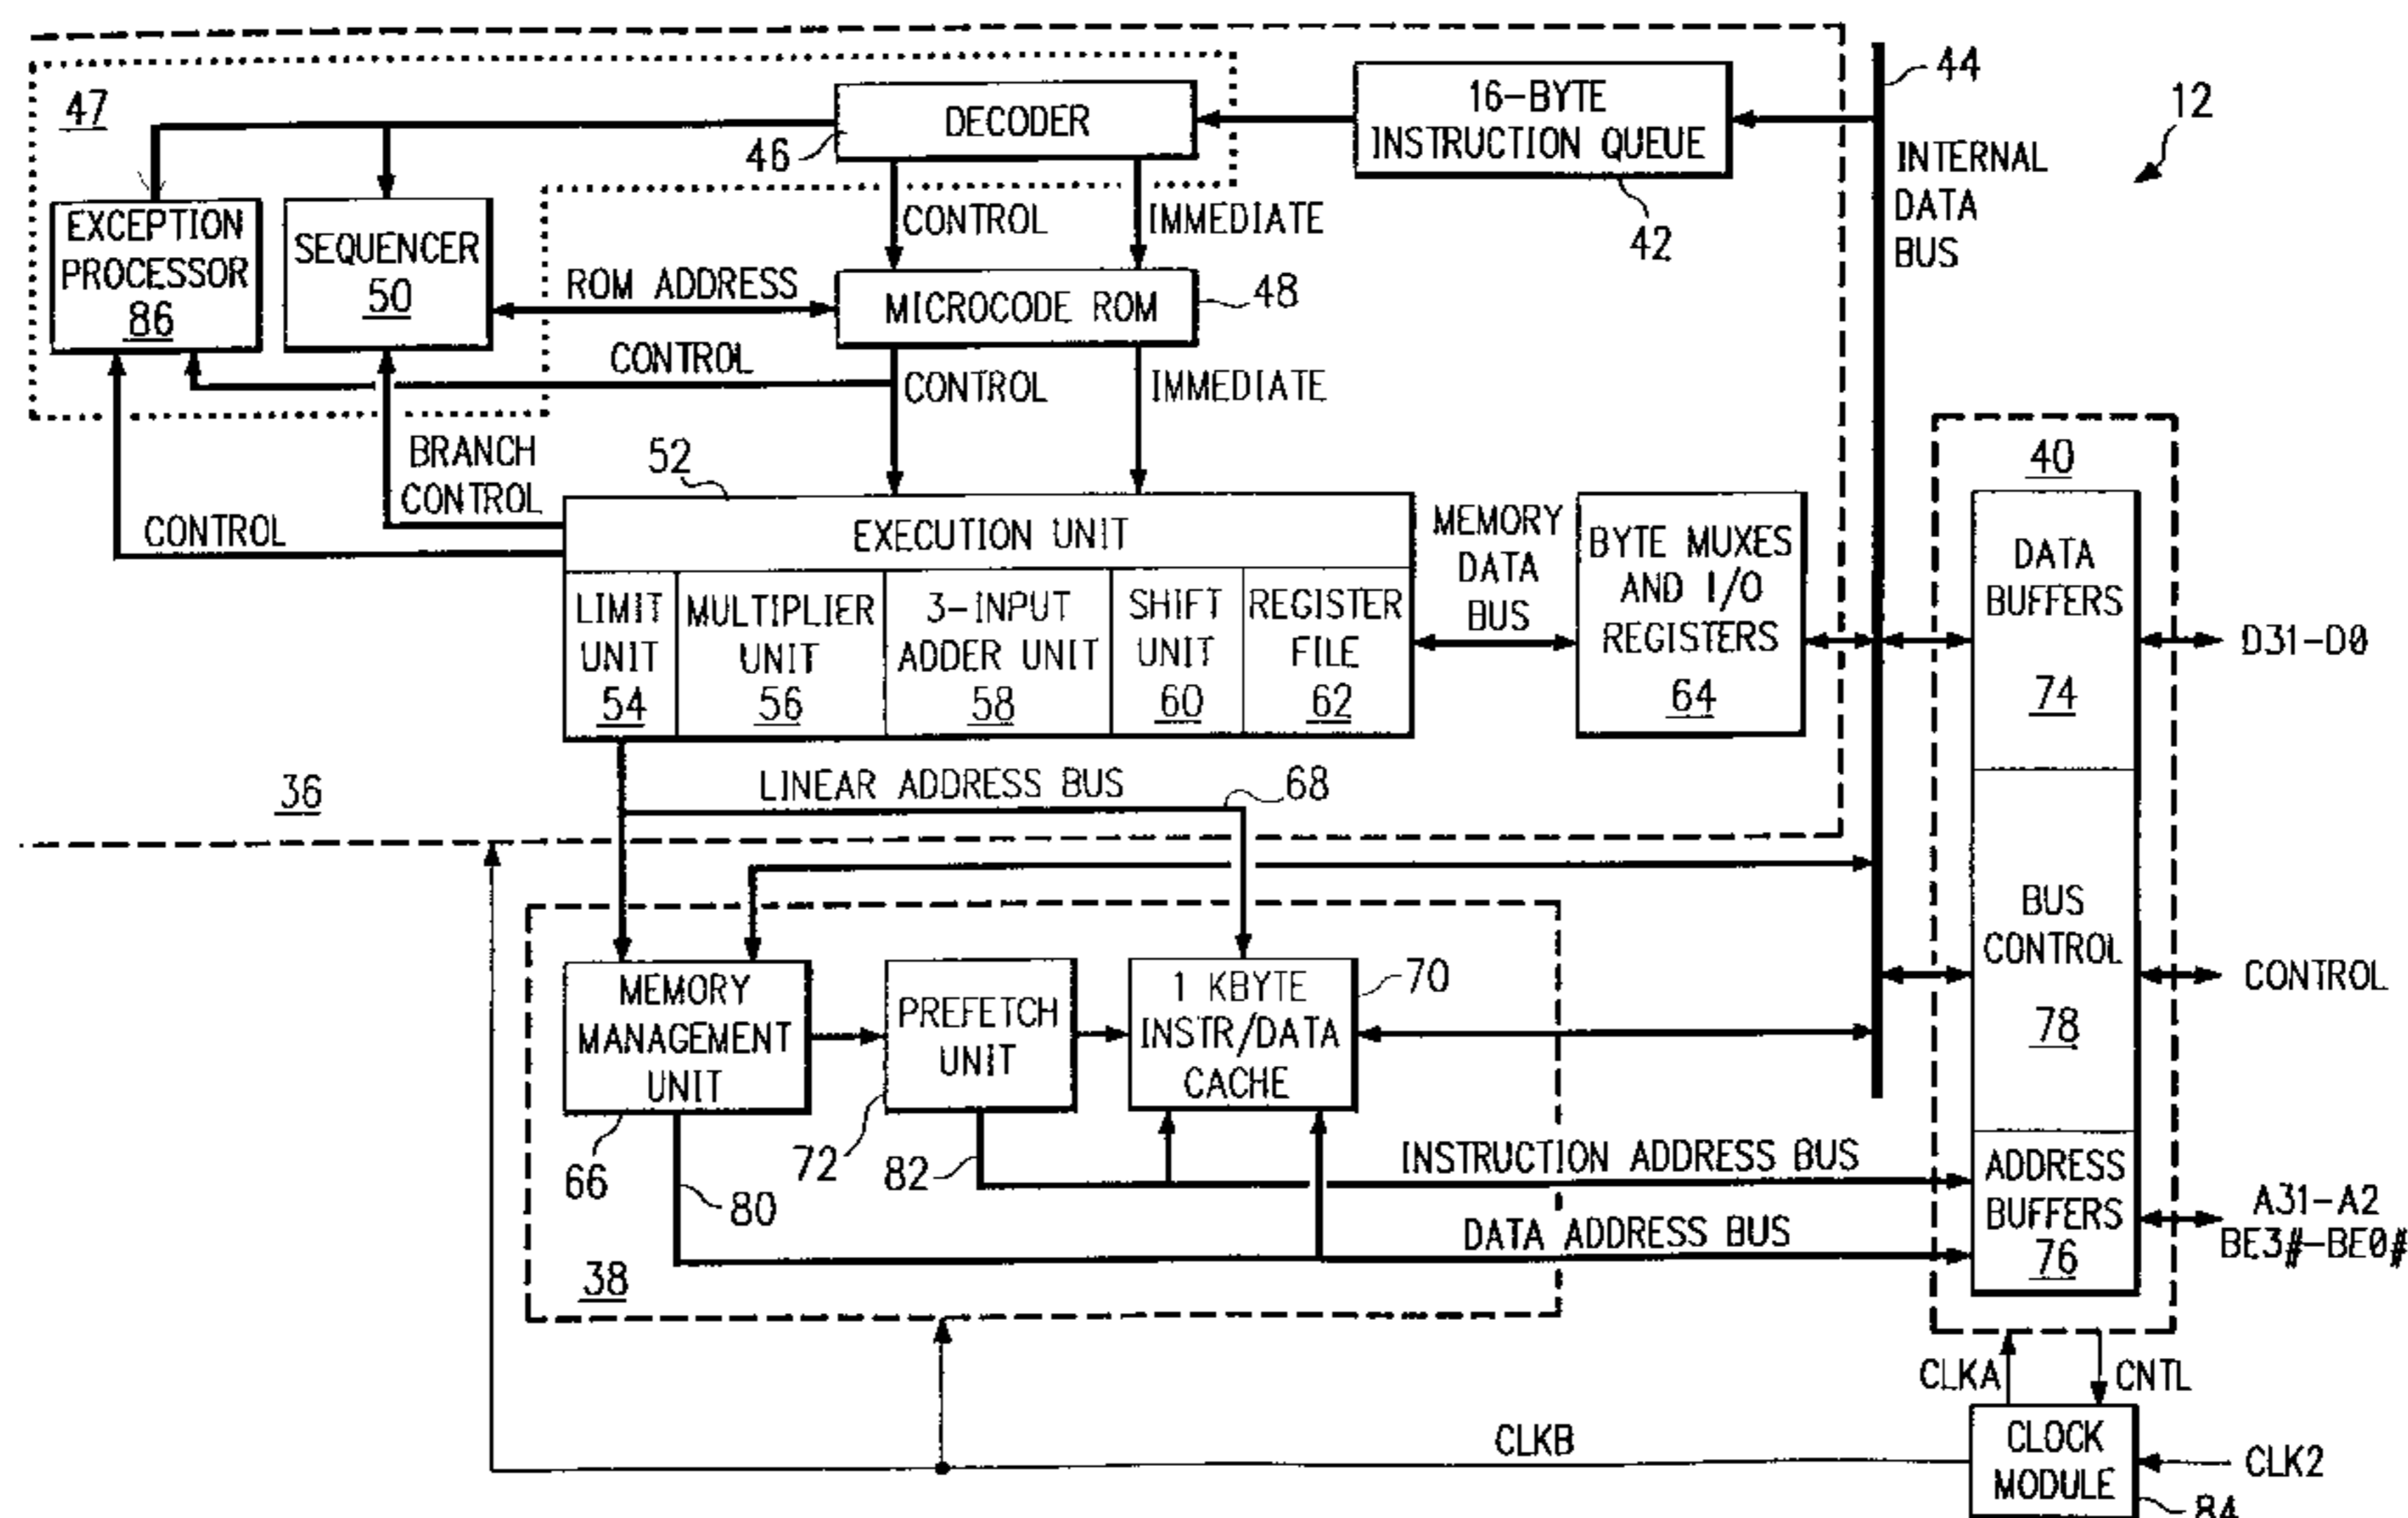 47
DECODER
46
16-BYTE
INSTRUCTION QUEUE
42
44
12
INTERNAL
DATA
BUS
EXCEPTION
PROCESSOR
86
SEQUENCER
50
CONTROL
IMMEDIATE
ROM ADDRESS
MICROCODE ROM
48
CONTROL
CONTROL
IMMEDIATE
BRANCH
CONTROL
CONTROL
52
EXECUTION UNIT
LIMIT
UNIT
54
MULTIPLIER
UNIT
56
3-INPUT
ADDER UNIT
58
SHIFT
UNIT
60
REGISTER
FILE
62
MEMORY
DATA
BUS
BYTE MUXES
AND I/O
REGISTERS
64
40
DATA
BUFFERS
74
D31-D0
36
LINEAR ADDRESS BUS
68
BUS
CONTROL
78
CONTROL
MEMORY
MANAGEMENT
UNIT
66
PREFETCH
UNIT
72
1 KBYTE
INSTR/DATA
CACHE
70
82
80
INSTRUCTION ADDRESS BUS
DATA ADDRESS BUS
ADDRESS
BUFFERS
76
A31-A2
BE3#-BE0#
38
CLKA
CNTL
CLKB
CLOCK
MODULE
CLK2
84